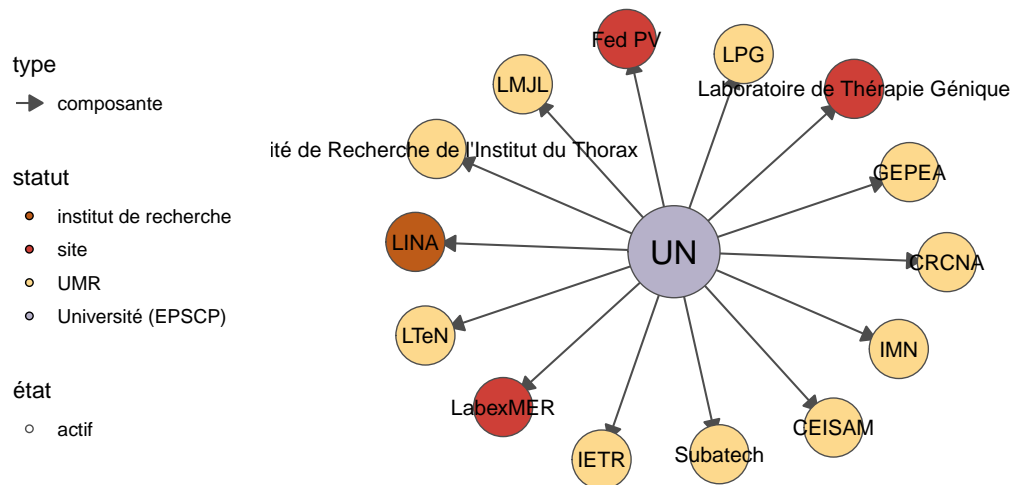 type
composante
statut
institut de recherche
site
UMR
Université (EPSCP)
état
actif
Fed PV
LPG
LMJL
Laboratoire de Thérapie Génique
ité de Recherche de l'Institut du Thorax
GEPEA
LINA
UN
CRCNA
LTeN
IMN
LabexMER
CEISAM
IETR
Subatech